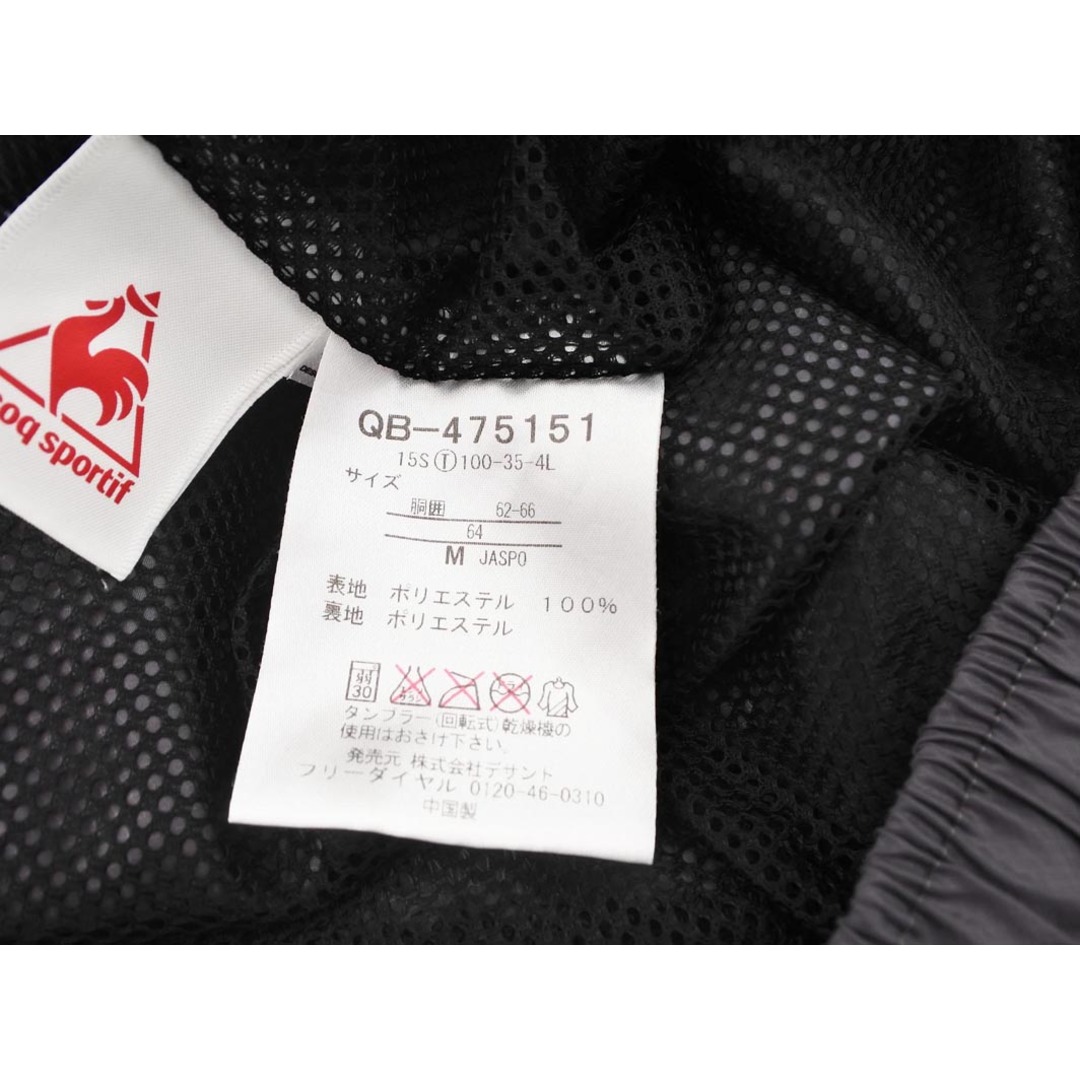 coq sportif
QB-475151
15S Ⓣ 100-35-4L
サイズ
胴囲 62-66
64
M JASPO
表地 ポリエステル 100%
裏地 ポリエステル
弱
30
タンブラー(回転式)乾燥機の
使用はおさけ下さい。
発売元 株式会社デサント
フリーダイヤル 0120-46-0310
中国製